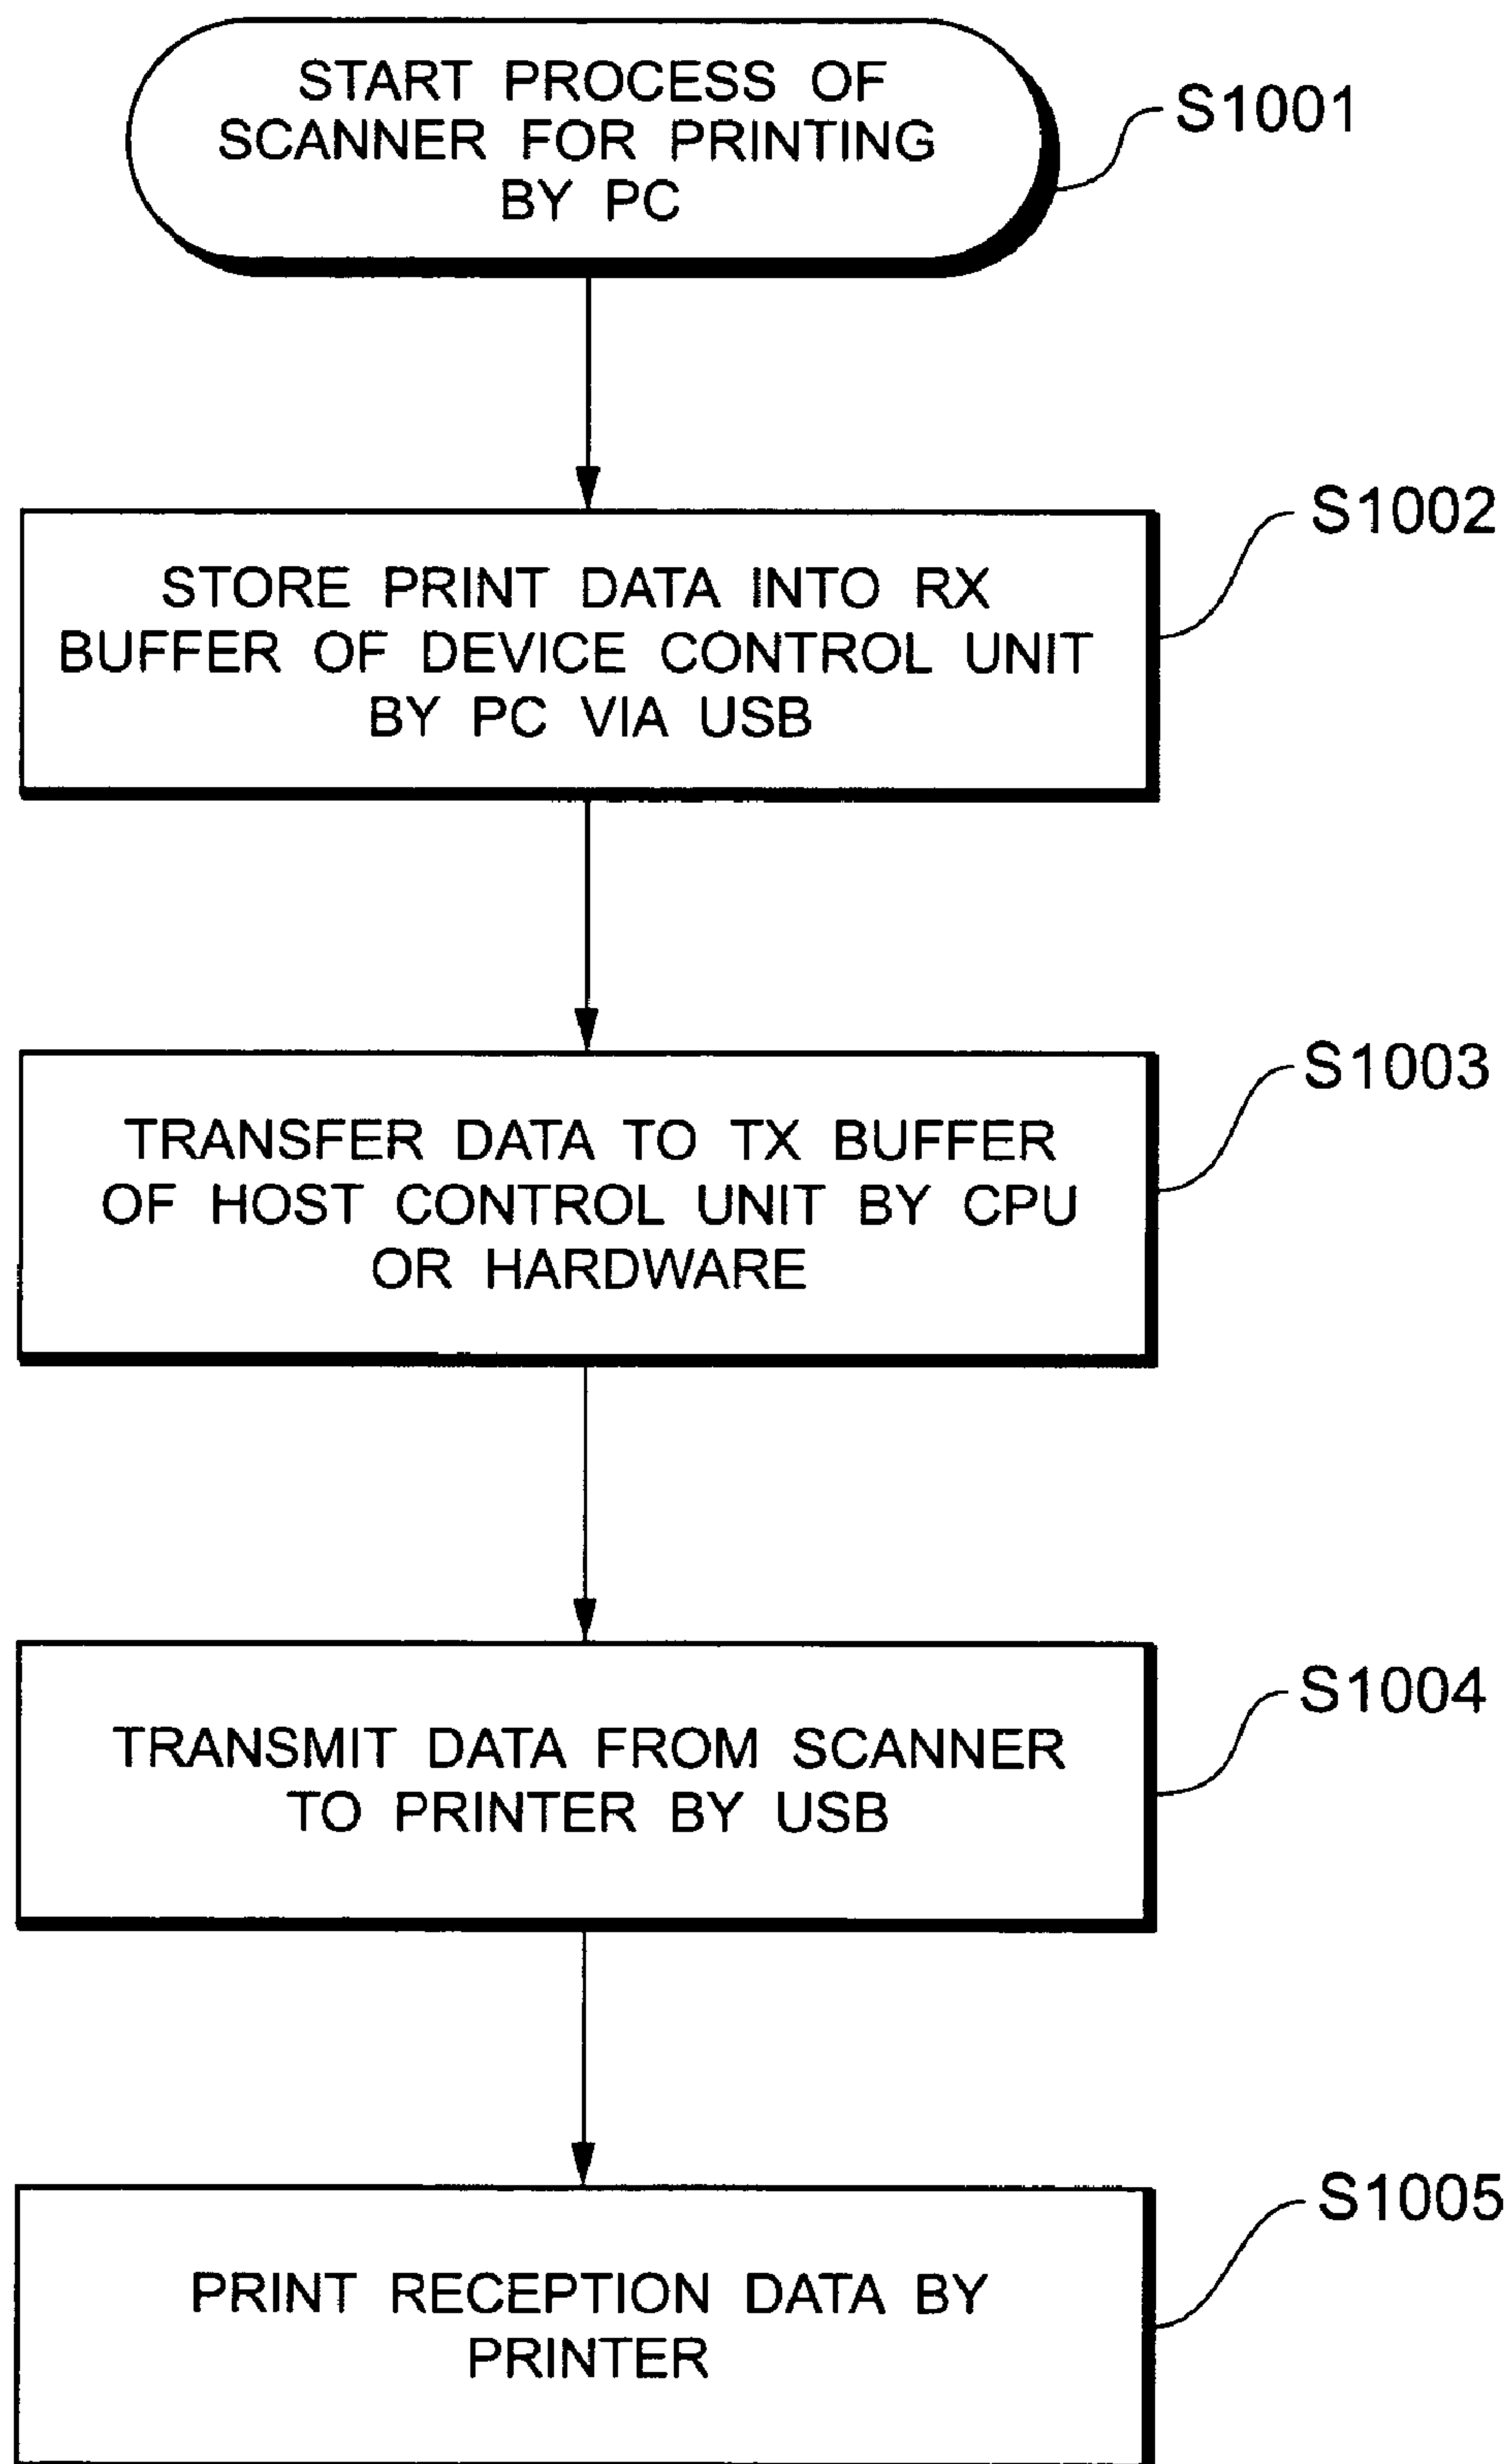 START PROCESS OF
SCANNER FOR PRINTING
BY PC
S1001
STORE PRINT DATA INTO RX
BUFFER OF DEVICE CONTROL UNIT
BY PC VIA USB
S1002
TRANSFER DATA TO TX BUFFER
OF HOST CONTROL UNIT BY CPU
OR HARDWARE
S1003
TRANSMIT DATA FROM SCANNER
TO PRINTER BY USB
S1004
PRINT RECEPTION DATA BY
PRINTER
S1005